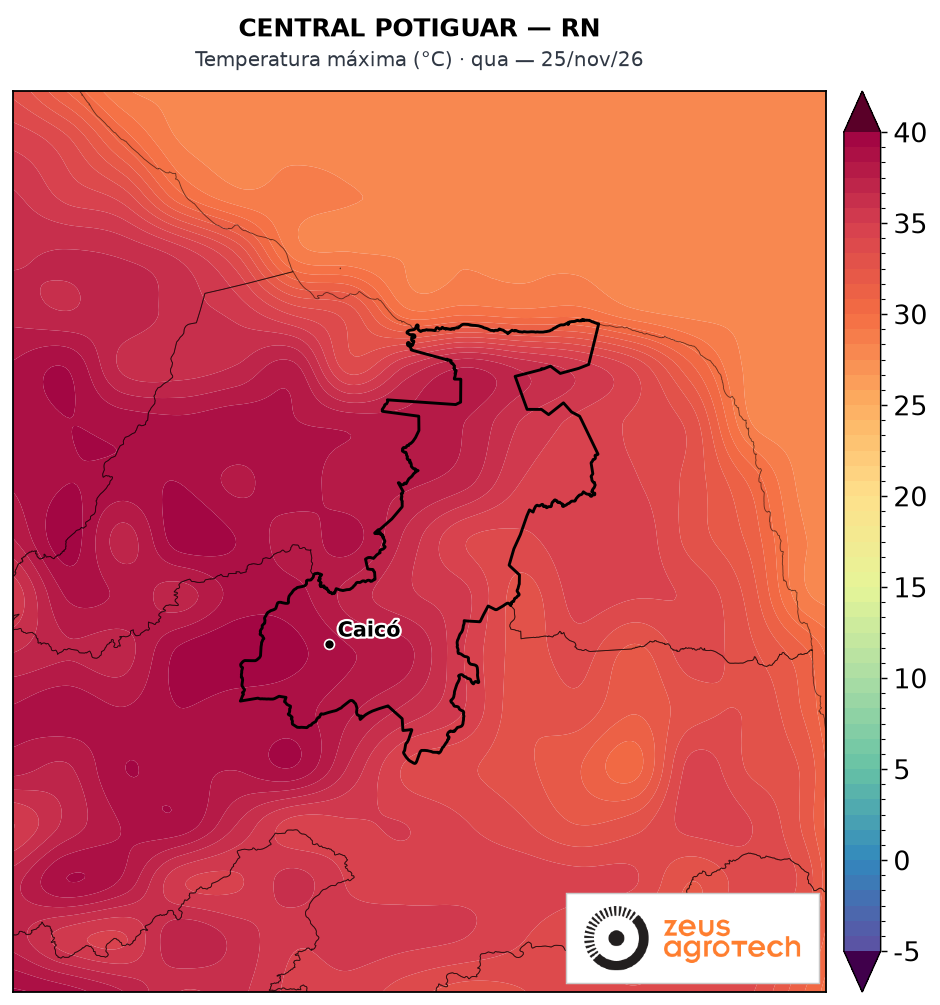 CENTRAL POTIGUAR — RN
Temperatura máxima (°C) · qua — 25/nov/26
40
35
30
25
20
15
10
5
0
-5
Caicó
zeus
agrotech